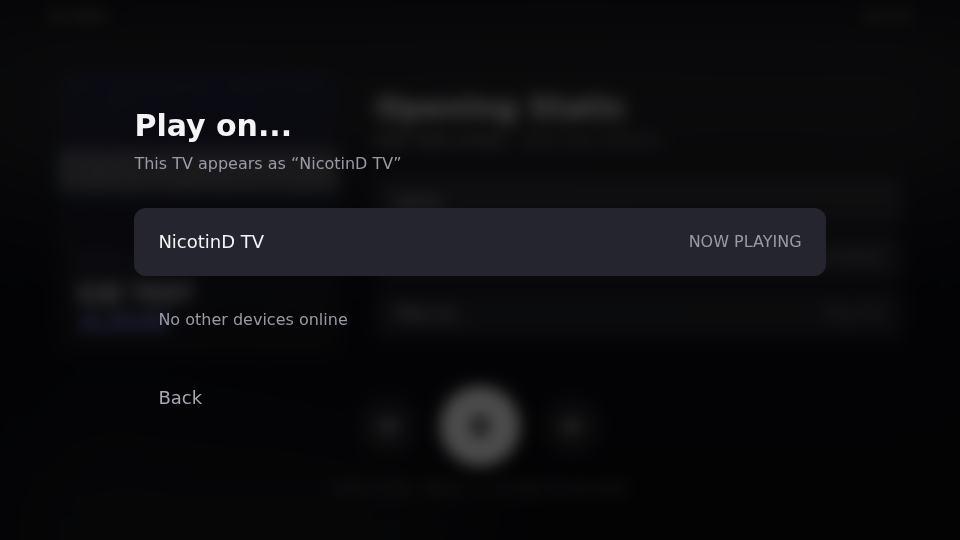 Play on...
This TV appears as “NicotinD TV”
NicotinD TV NOW PLAYING
No other devices online
Back